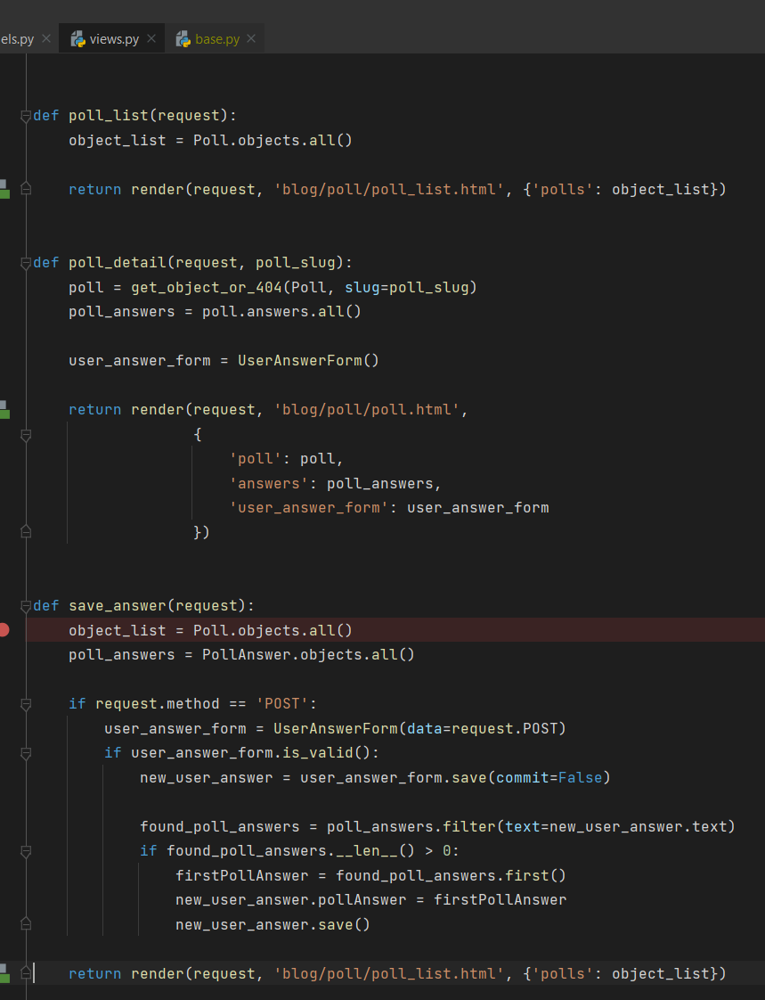 els.py views.py base.py
def poll_list(request):
    object_list = Poll.objects.all()
    return render(request, 'blog/poll/poll_list.html', {'polls': object_list})
def poll_detail(request, poll_slug):
    poll = get_object_or_404(Poll, slug=poll_slug)
    poll_answers = poll.answers.all()
    user_answer_form = UserAnswerForm()
    return render(request, 'blog/poll/poll.html',
                  {
                      'poll': poll,
                      'answers': poll_answers,
                      'user_answer_form': user_answer_form
                  })
def save_answer(request):
    object_list = Poll.objects.all()
    poll_answers = PollAnswer.objects.all()
    if request.method == 'POST':
        user_answer_form = UserAnswerForm(data=request.POST)
        if user_answer_form.is_valid():
            new_user_answer = user_answer_form.save(commit=False)
            found_poll_answers = poll_answers.filter(text=new_user_answer.text)
            if found_poll_answers.__len__() > 0:
                firstPollAnswer = found_poll_answers.first()
                new_user_answer.pollAnswer = firstPollAnswer
                new_user_answer.save()
    return render(request, 'blog/poll/poll_list.html', {'polls': object_list})